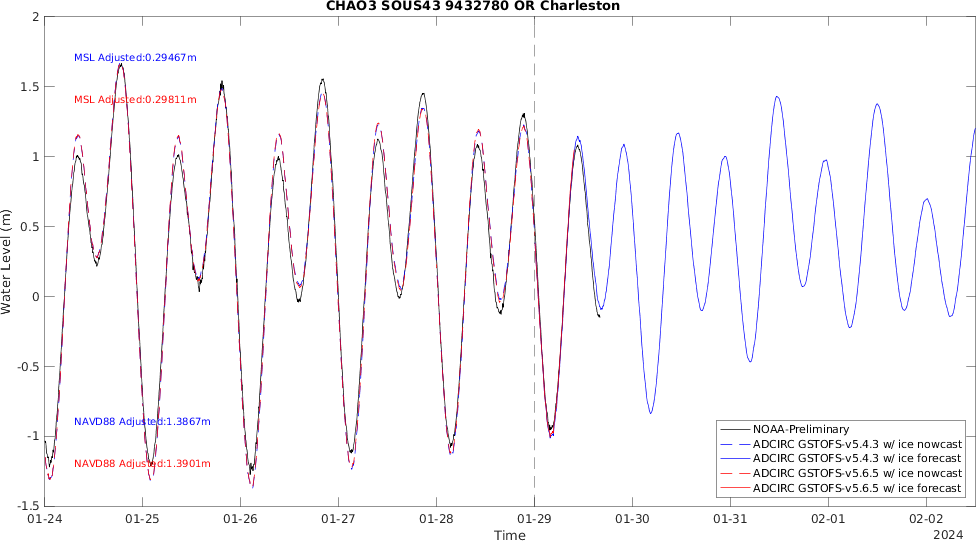 CHAO3 SOUS43 9432780 OR Charleston
2
1.5
1
0.5
0
-0.5
-1
-1.5
Water Level (m)
MSL Adjusted:0.29467m
MSL Adjusted:0.29811m
NAVD88 Adjusted:1.3867m
NAVD88 Adjusted:1.3901m
NOAA-Preliminary
ADCIRC GSTOFS-v5.4.3 w/ ice nowcast
ADCIRC GSTOFS-v5.4.3 w/ ice forecast
ADCIRC GSTOFS-v5.6.5 w/ ice nowcast
ADCIRC GSTOFS-v5.6.5 w/ ice forecast
01-24 01-25 01-26 01-27 01-28 01-29 01-30 01-31 02-01 02-02
Time
2024